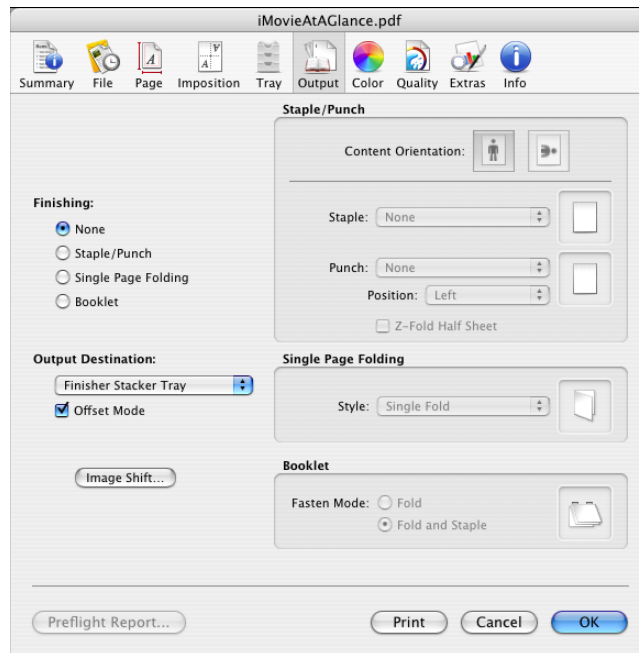 iMovieAtAGlance.pdf
Summary File Page Imposition Tray Output Color Quality Extras Info
Staple/Punch
Content Orientation:
Finishing:
None
Staple/Punch
Single Page Folding
Booklet
Staple: None
Punch: None
Position: Left
Z-Fold Half Sheet
Output Destination:
Finisher Stacker Tray
Offset Mode
Image Shift...
Single Page Folding
Style: Single Fold
Booklet
Fasten Mode: Fold
Fold and Staple
Preflight Report... Print Cancel OK